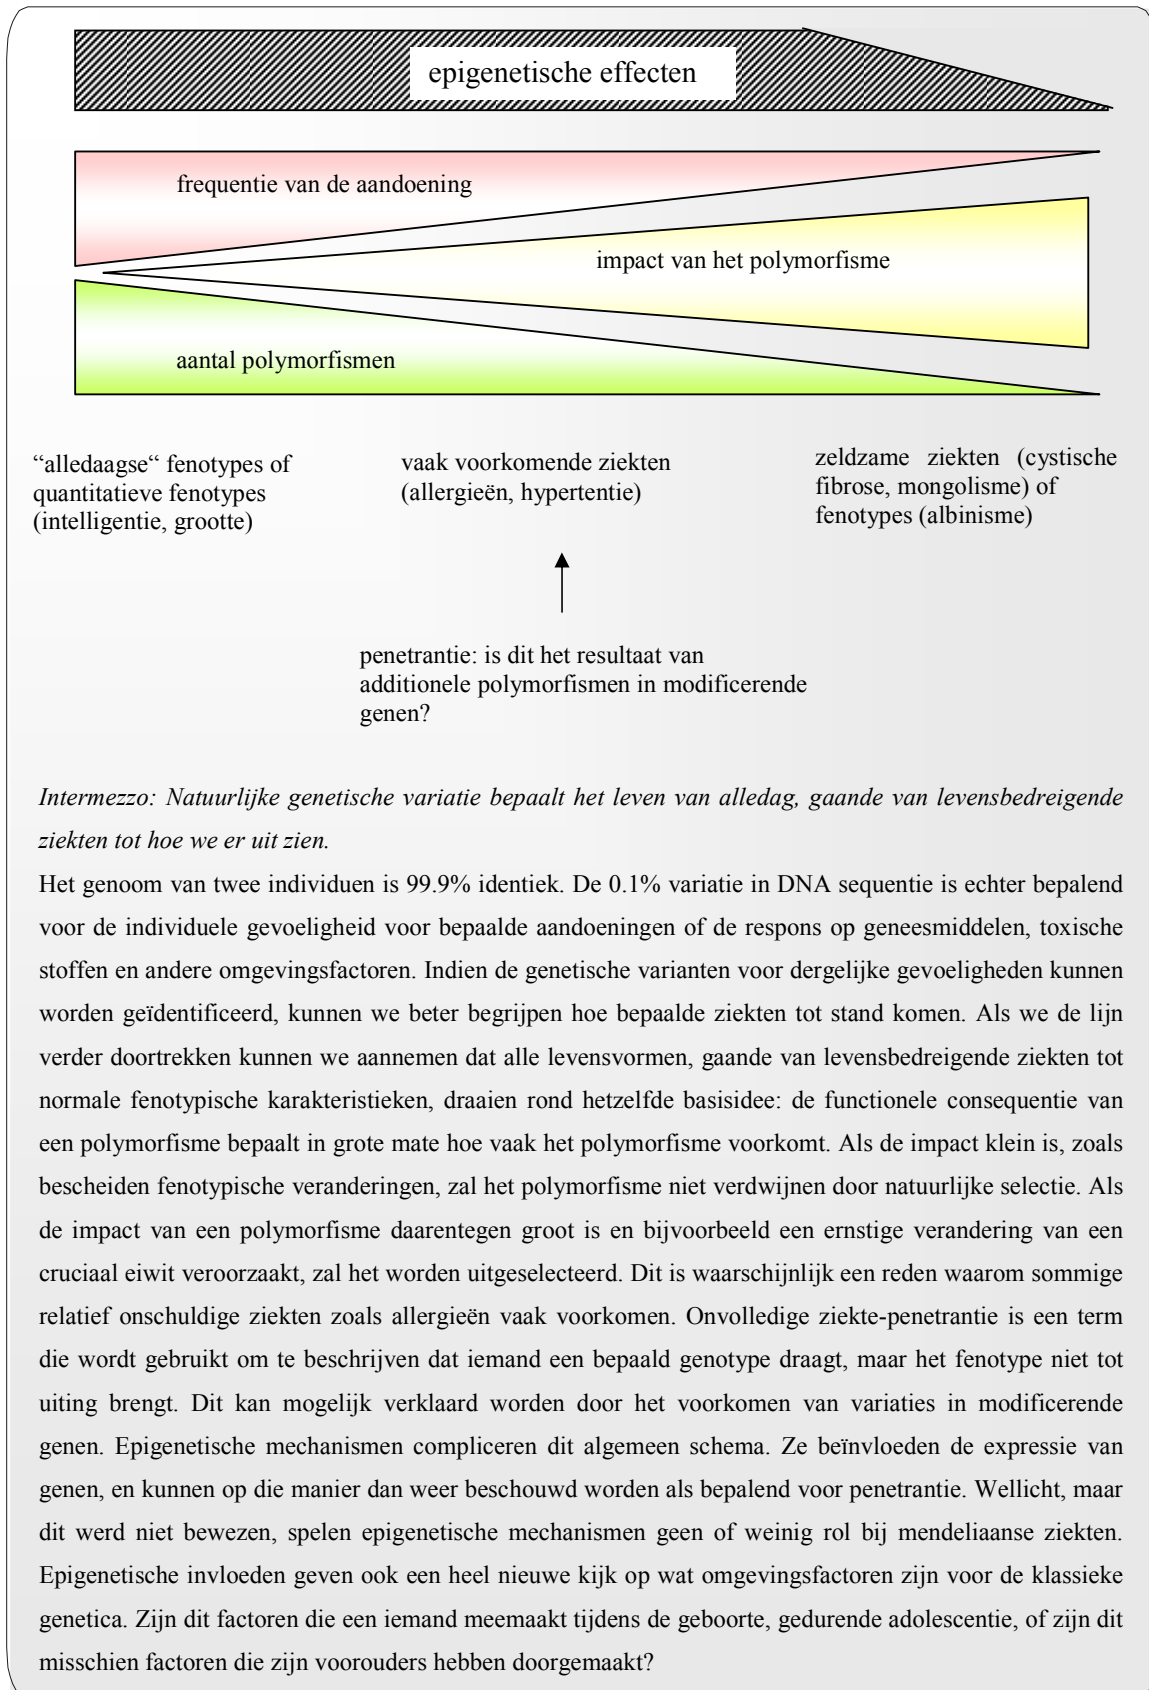 epigenetische effecten
frequentie van de aandoening
impact van het polymorfisme
aantal polymorfismen
“alledaagse“ fenotypes of
quantitatieve fenotypes
(intelligentie, grootte)
vaak voorkomende ziekten
(allergieën, hypertentie)
zeldzame ziekten (cystische
fibrose, mongolisme) of
fenotypes (albinisme)
penetrantie: is dit het resultaat van
additionele polymorfismen in modificerende
genen?
Intermezzo: Natuurlijke genetische variatie bepaalt het leven van alledag, gaande van levensbedreigende
ziekten tot hoe we er uit zien.
Het genoom van twee individuen is 99.9% identiek. De 0.1% variatie in DNA sequentie is echter bepalend
voor de individuele gevoeligheid voor bepaalde aandoeningen of de respons op geneesmiddelen, toxische
stoffen en andere omgevingsfactoren. Indien de genetische varianten voor dergelijke gevoeligheden kunnen
worden geïdentificeerd, kunnen we beter begrijpen hoe bepaalde ziekten tot stand komen. Als we de lijn
verder doortrekken kunnen we aannemen dat alle levensvormen, gaande van levensbedreigende ziekten tot
normale fenotypische karakteristieken, draaien rond hetzelfde basisidee: de functionele consequentie van
een polymorfisme bepaalt in grote mate hoe vaak het polymorfisme voorkomt. Als de impact klein is, zoals
bescheiden fenotypische veranderingen, zal het polymorfisme niet verdwijnen door natuurlijke selectie. Als
de impact van een polymorfisme daarentegen groot is en bijvoorbeeld een ernstige verandering van een
cruciaal eiwit veroorzaakt, zal het worden uitgeselecteerd. Dit is waarschijnlijk een reden waarom sommige
relatief onschuldige ziekten zoals allergieën vaak voorkomen. Onvolledige ziekte-penetrantie is een term
die wordt gebruikt om te beschrijven dat iemand een bepaald genotype draagt, maar het fenotype niet tot
uiting brengt. Dit kan mogelijk verklaard worden door het voorkomen van variaties in modificerende
genen. Epigenetische mechanismen compliceren dit algemeen schema. Ze beïnvloeden de expressie van
genen, en kunnen op die manier dan weer beschouwd worden als bepalend voor penetrantie. Wellicht, maar
dit werd niet bewezen, spelen epigenetische mechanismen geen of weinig rol bij mendeliaanse ziekten.
Epigenetische invloeden geven ook een heel nieuwe kijk op wat omgevingsfactoren zijn voor de klassieke
genetica. Zijn dit factoren die een iemand meemaakt tijdens de geboorte, gedurende adolescentie, of zijn dit
misschien factoren die zijn voorouders hebben doorgemaakt?